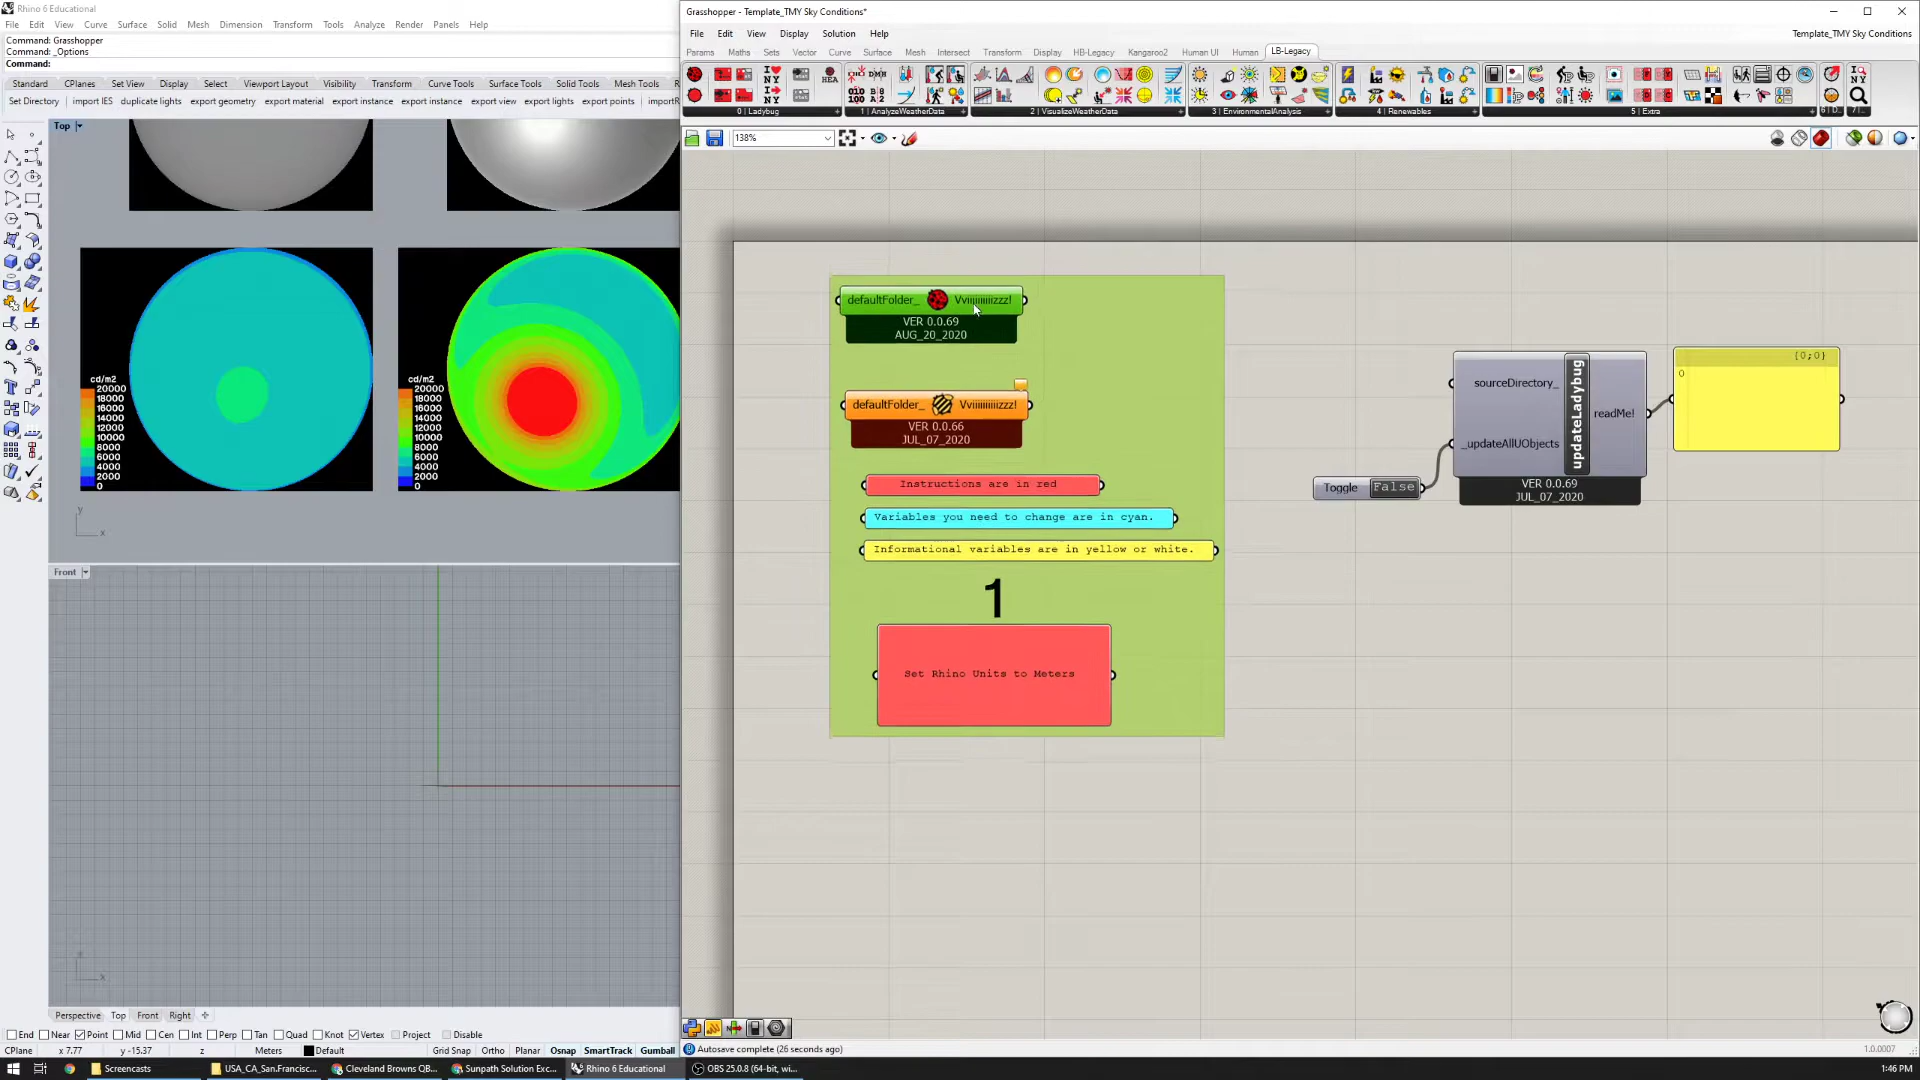 Rhino 6 Educational
File Edit View Curve Surface Solid Mesh Dimension Transform Tools Analyze Render Panels Help
Command: Grasshopper
Command: _Options
Command:
Standard CPlanes Set View Display Select Viewport Layout Visibility Transform Curve Tools Surface Tools Solid Tools Mesh Tools
Set Directory import IES duplicate lights export geometry export material export instance export instance export view export lights export points
Top
cd/m2
20000
18000
16000
14000
12000
10000
8000
6000
4000
2000
0
cd/m2
20000
18000
16000
14000
12000
10000
8000
6000
4000
2000
0
y
x
Front
x
Perspective Top Front Right
End Near Point Mid Cen Int Perp Tan Quad Knot Vertex Project Disable
CPlane x 7.77 y -15.37 z Meters Default Grid Snap Ortho Planar Osnap SmartTrack Gumball
Grasshopper - Template_TMY Sky Conditions*
File Edit View Display Solution Help
Template_TMY Sky Conditions
Params Maths Sets Vector Curve Surface Mesh Intersect Transform Display HB-Legacy Kangaroo2 Human UI Human LB-Legacy
0 | Ladybug 1 | AnalyzeWeatherData 2 | VisualizeWeatherData 3 | EnvironmentalAnalysis 4 | Renewables 5 | Extra
138%
defaultFolder_ Vviiiiiiiiizzz!
VER 0.0.69
AUG_20_2020
defaultFolder_ Vviiiiiiiiizzz!
VER 0.0.66
JUL_07_2020
Instructions are in red
Variables you need to change are in cyan.
Informational variables are in yellow or white.
1
Set Rhino Units to Meters
sourceDirectory_
_updateAllUObjects
updateLadybug
readMe!
VER 0.0.69
JUL_07_2020
Toggle False
{0;0}
0
Autosave complete (26 seconds ago)
1.0.0007
Screencasts USA_CA_San.Francisc... Cleveland Browns QB... Sunpath Solution Exc... Rhino 6 Educational OBS 25.0.8 (64-bit, wi...
1:46 PM